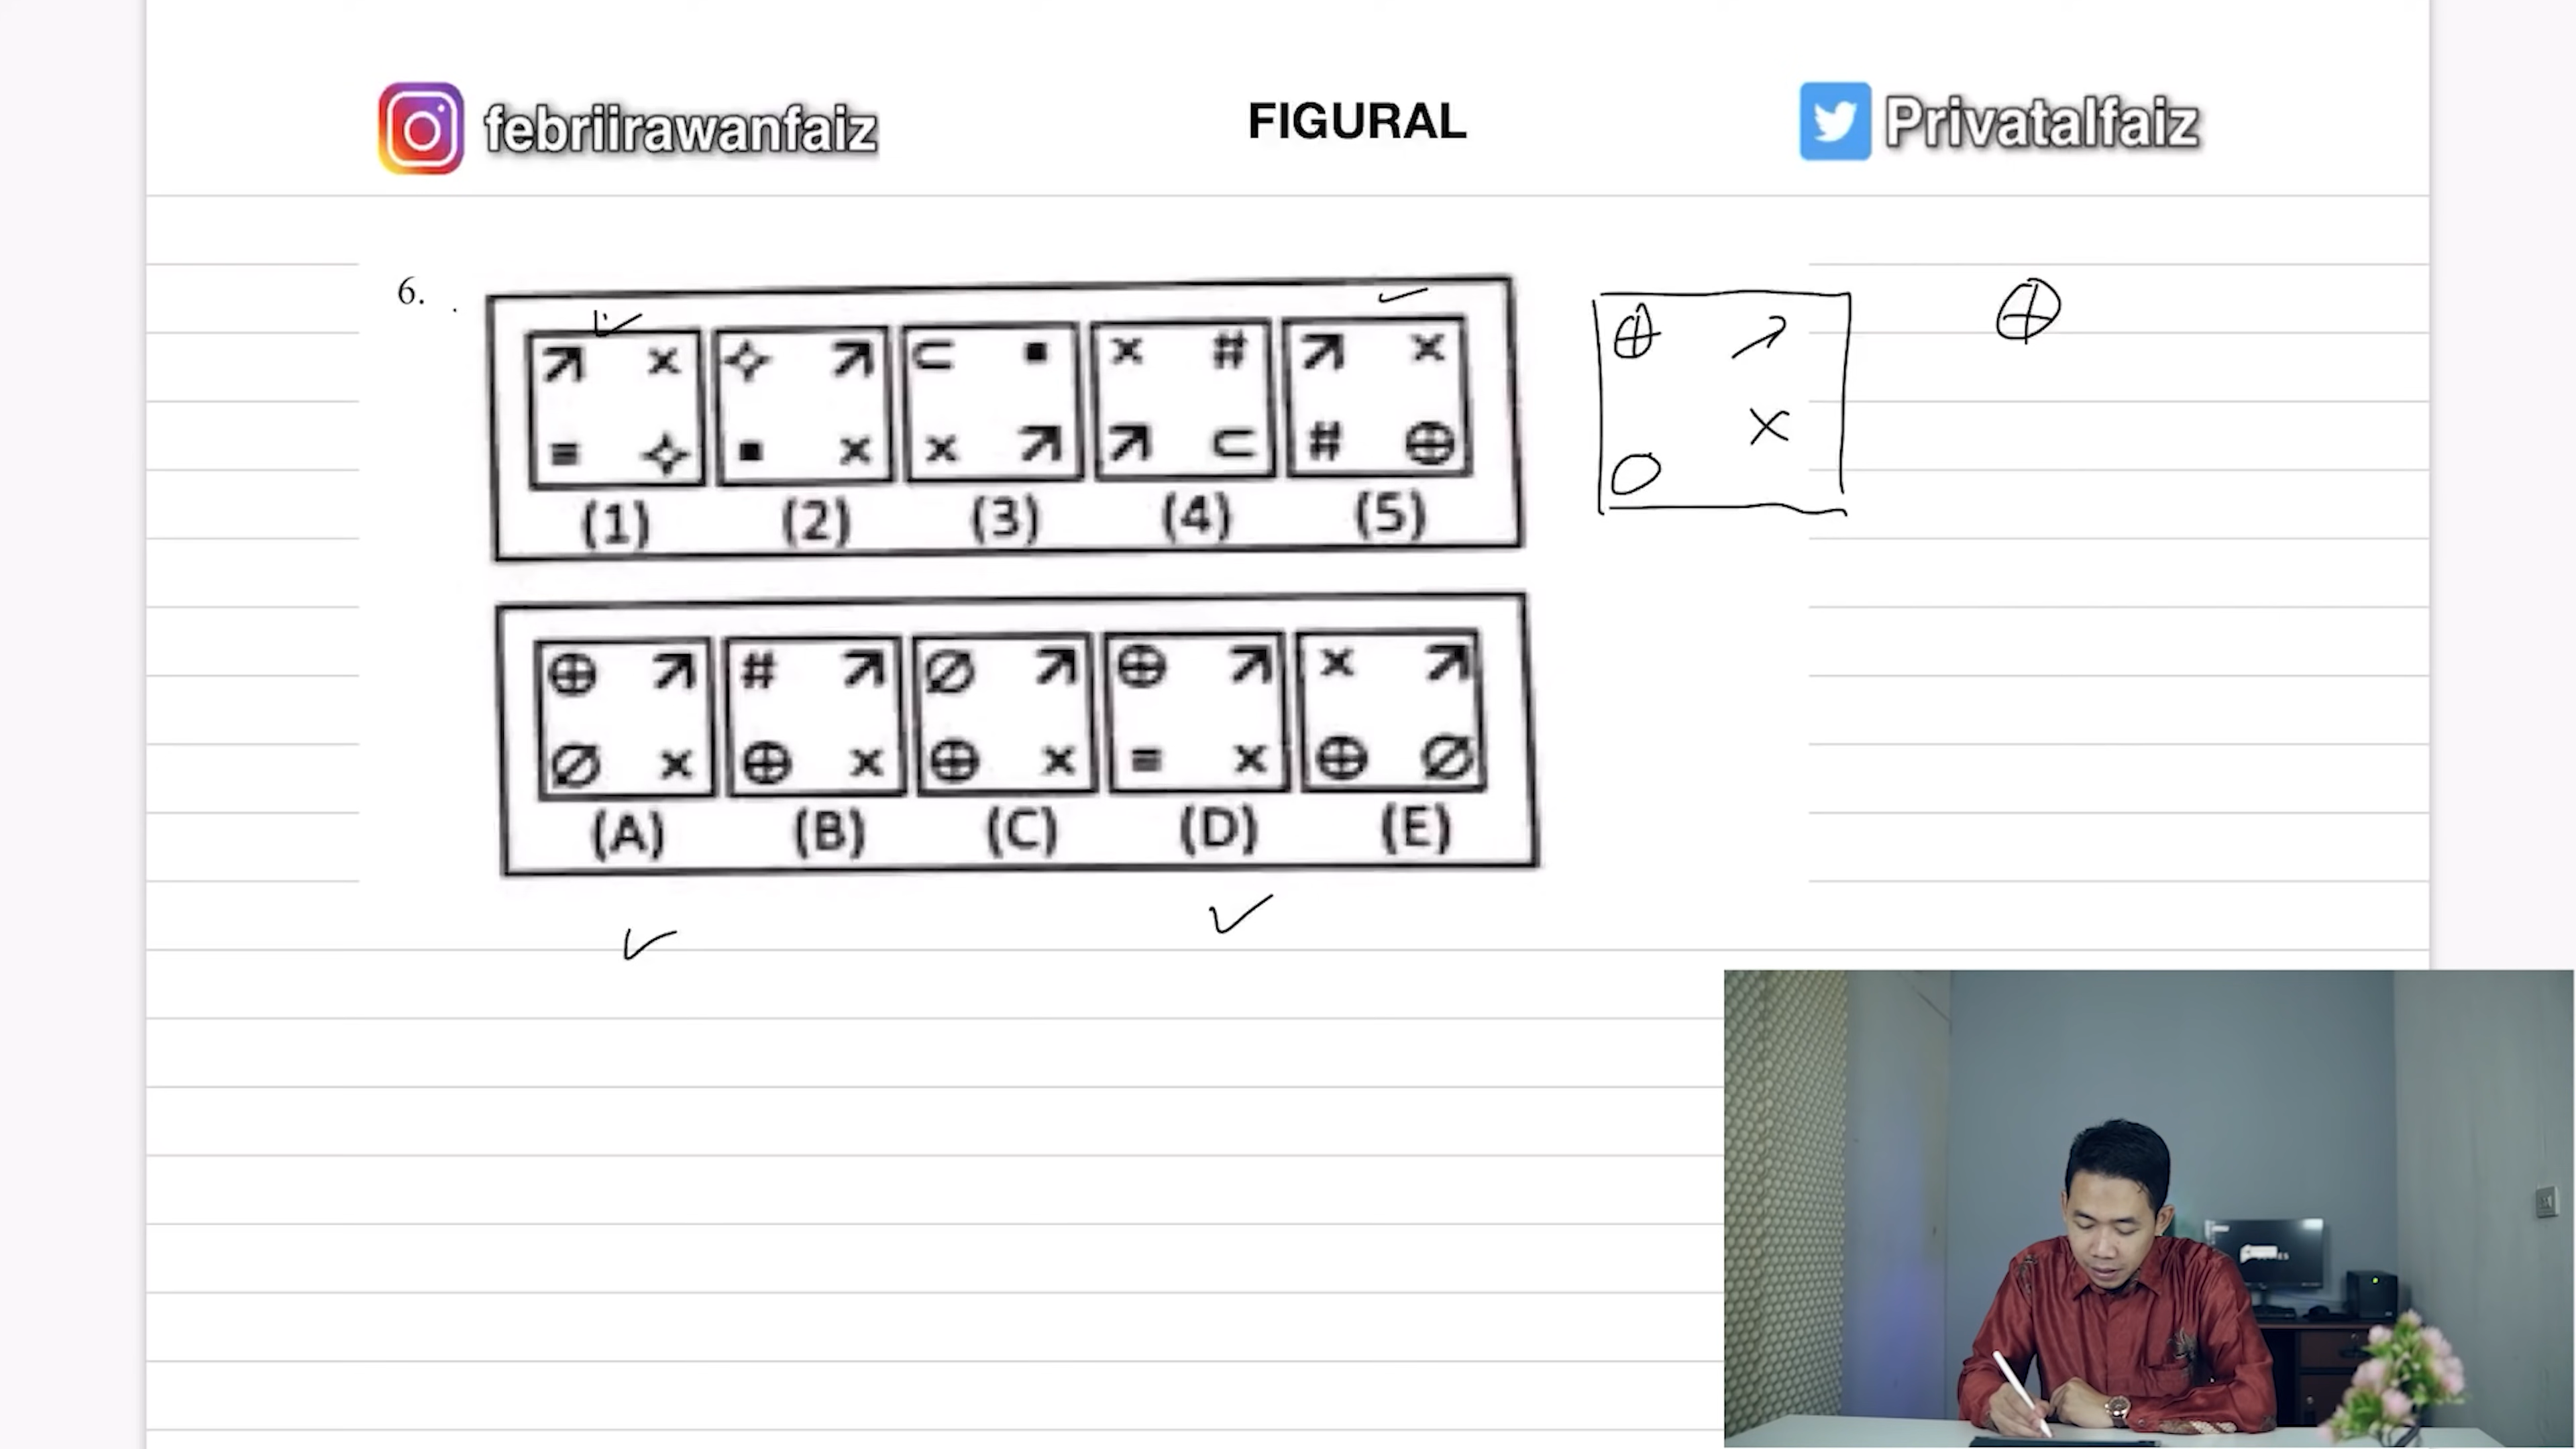 febriirawanfaiz FIGURAL Privatalfaiz
6.
(1) (2) (3) (4) (5)
(A) (B) (C) (D) (E)